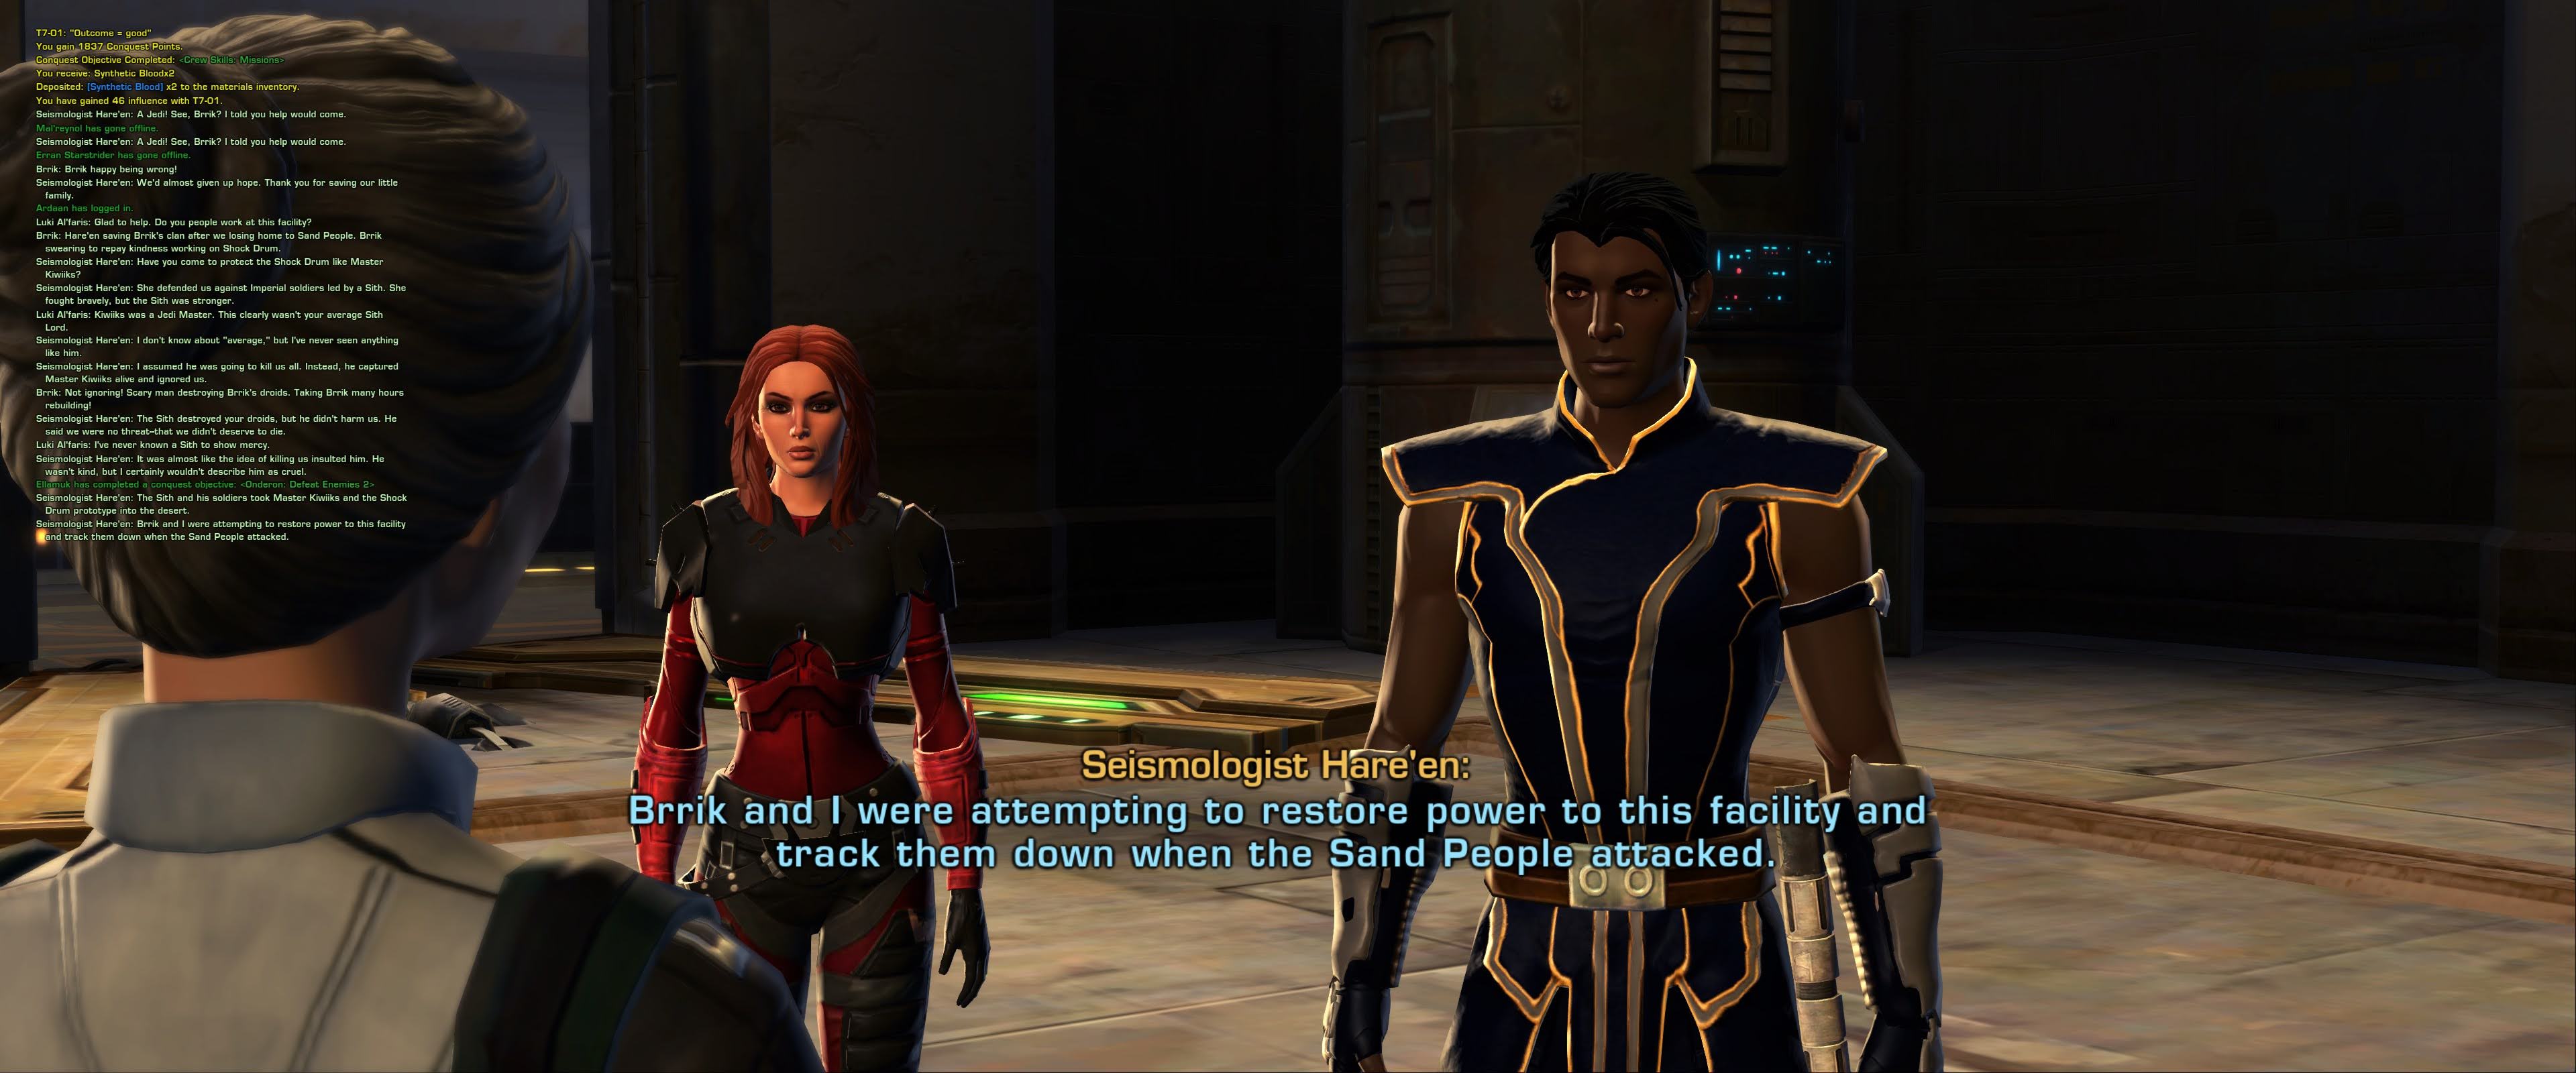 T7-01: "Outcome = good"
You gain 1837 Conquest Points.
Conquest Objective Completed: <Crew Skills: Missions>
You receive: Synthetic Bloodx2
Deposited: [Synthetic Blood] x2 to the materials inventory.
You have gained 46 influence with T7-01.
Seismologist Hare'en: A Jedi! See, Brrik? I told you help would come.
Mal'reynol has gone offline.
Seismologist Hare'en: A Jedi! See, Brrik? I told you help would come.
Erran Starstrider has gone offline.
Brrik: Brrik happy being wrong!
Seismologist Hare'en: We'd almost given up hope. Thank you for saving our little
family.
Ardaan has logged in.
Luki Al'faris: Glad to help. Do you people work at this facility?
Brrik: Hare'en saving Brrik's clan after we losing home to Sand People. Brrik
swearing to repay kindness working on Shock Drum.
Seismologist Hare'en: Have you come to protect the Shock Drum like Master
Kiwiiks?
Seismologist Hare'en: She defended us against Imperial soldiers led by a Sith. She
fought bravely, but the Sith was stronger.
Luki Al'faris: Kiwiiks was a Jedi Master. This clearly wasn't your average Sith
Lord.
Seismologist Hare'en: I don't know about "average," but I've never seen anything
like him.
Seismologist Hare'en: I assumed he was going to kill us all. Instead, he captured
Master Kiwiiks alive and ignored us.
Brrik: Not ignoring! Scary man destroying Brrik's droids. Taking Brrik many hours
rebuilding!
Seismologist Hare'en: The Sith destroyed your droids, but he didn't harm us. He
said we were no threat–that we didn't deserve to die.
Luki Al'faris: I've never known a Sith to show mercy.
Seismologist Hare'en: It was almost like the idea of killing us insulted him. He
wasn't kind, but I certainly wouldn't describe him as cruel.
Ellamuk has completed a conquest objective: <Onderon: Defeat Enemies 2>
Seismologist Hare'en: The Sith and his soldiers took Master Kiwiiks and the Shock
Drum prototype into the desert.
Seismologist Hare'en: Brrik and I were attempting to restore power to this facility
and track them down when the Sand People attacked.
Seismologist Hare'en:
Brrik and I were attempting to restore power to this facility and
track them down when the Sand People attacked.